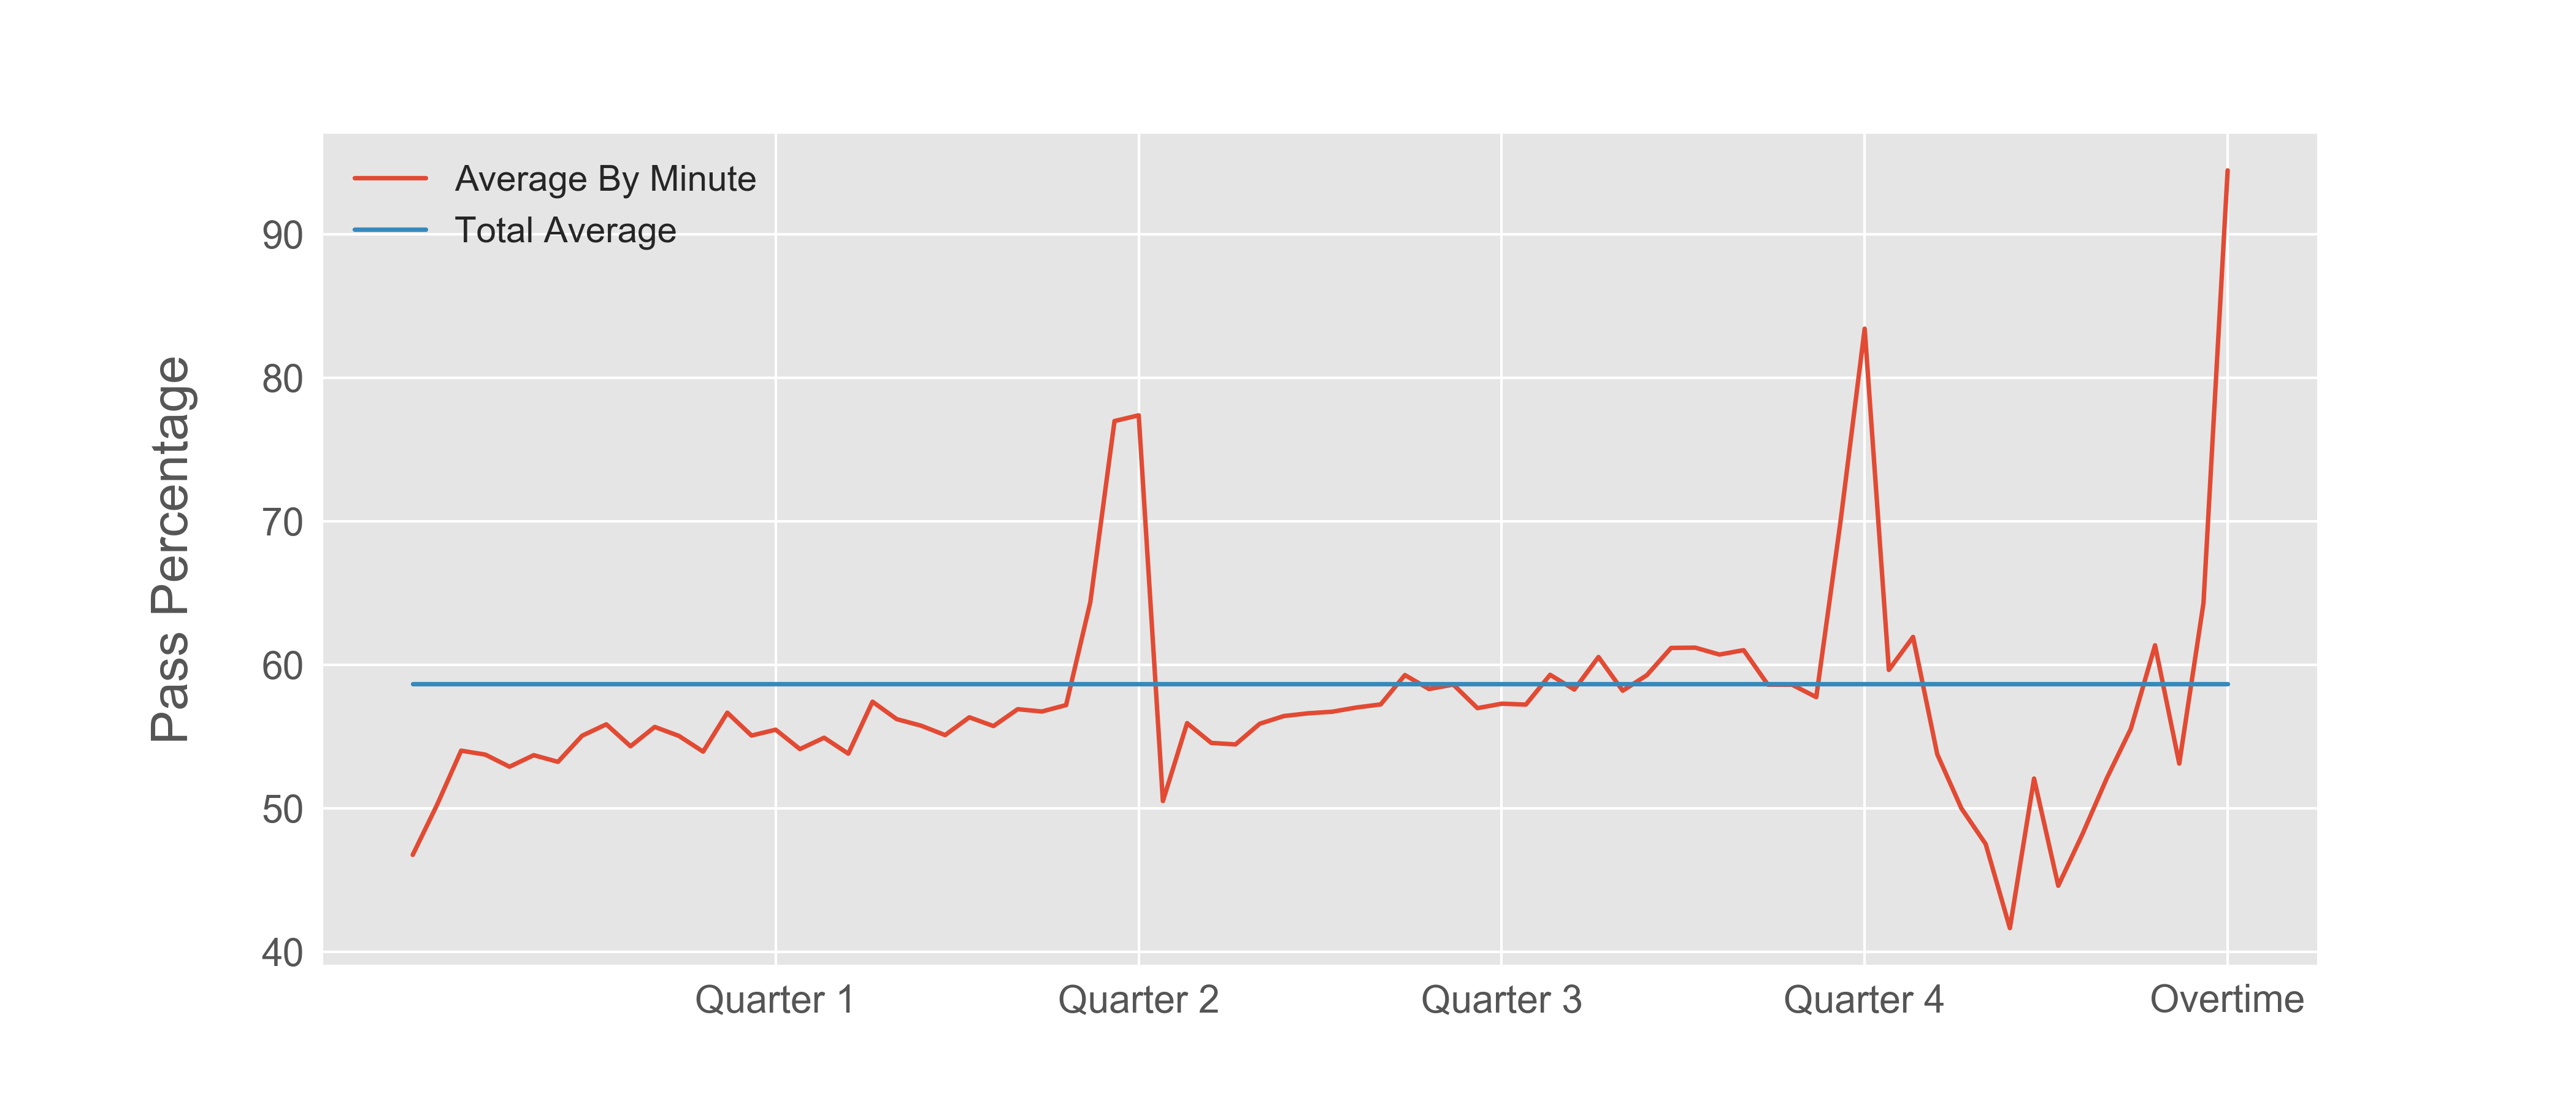 Average By Minute
Total Average
Pass Percentage
90
80
70
60
50
40
Quarter 1
Quarter 2
Quarter 3
Quarter 4
Overtime